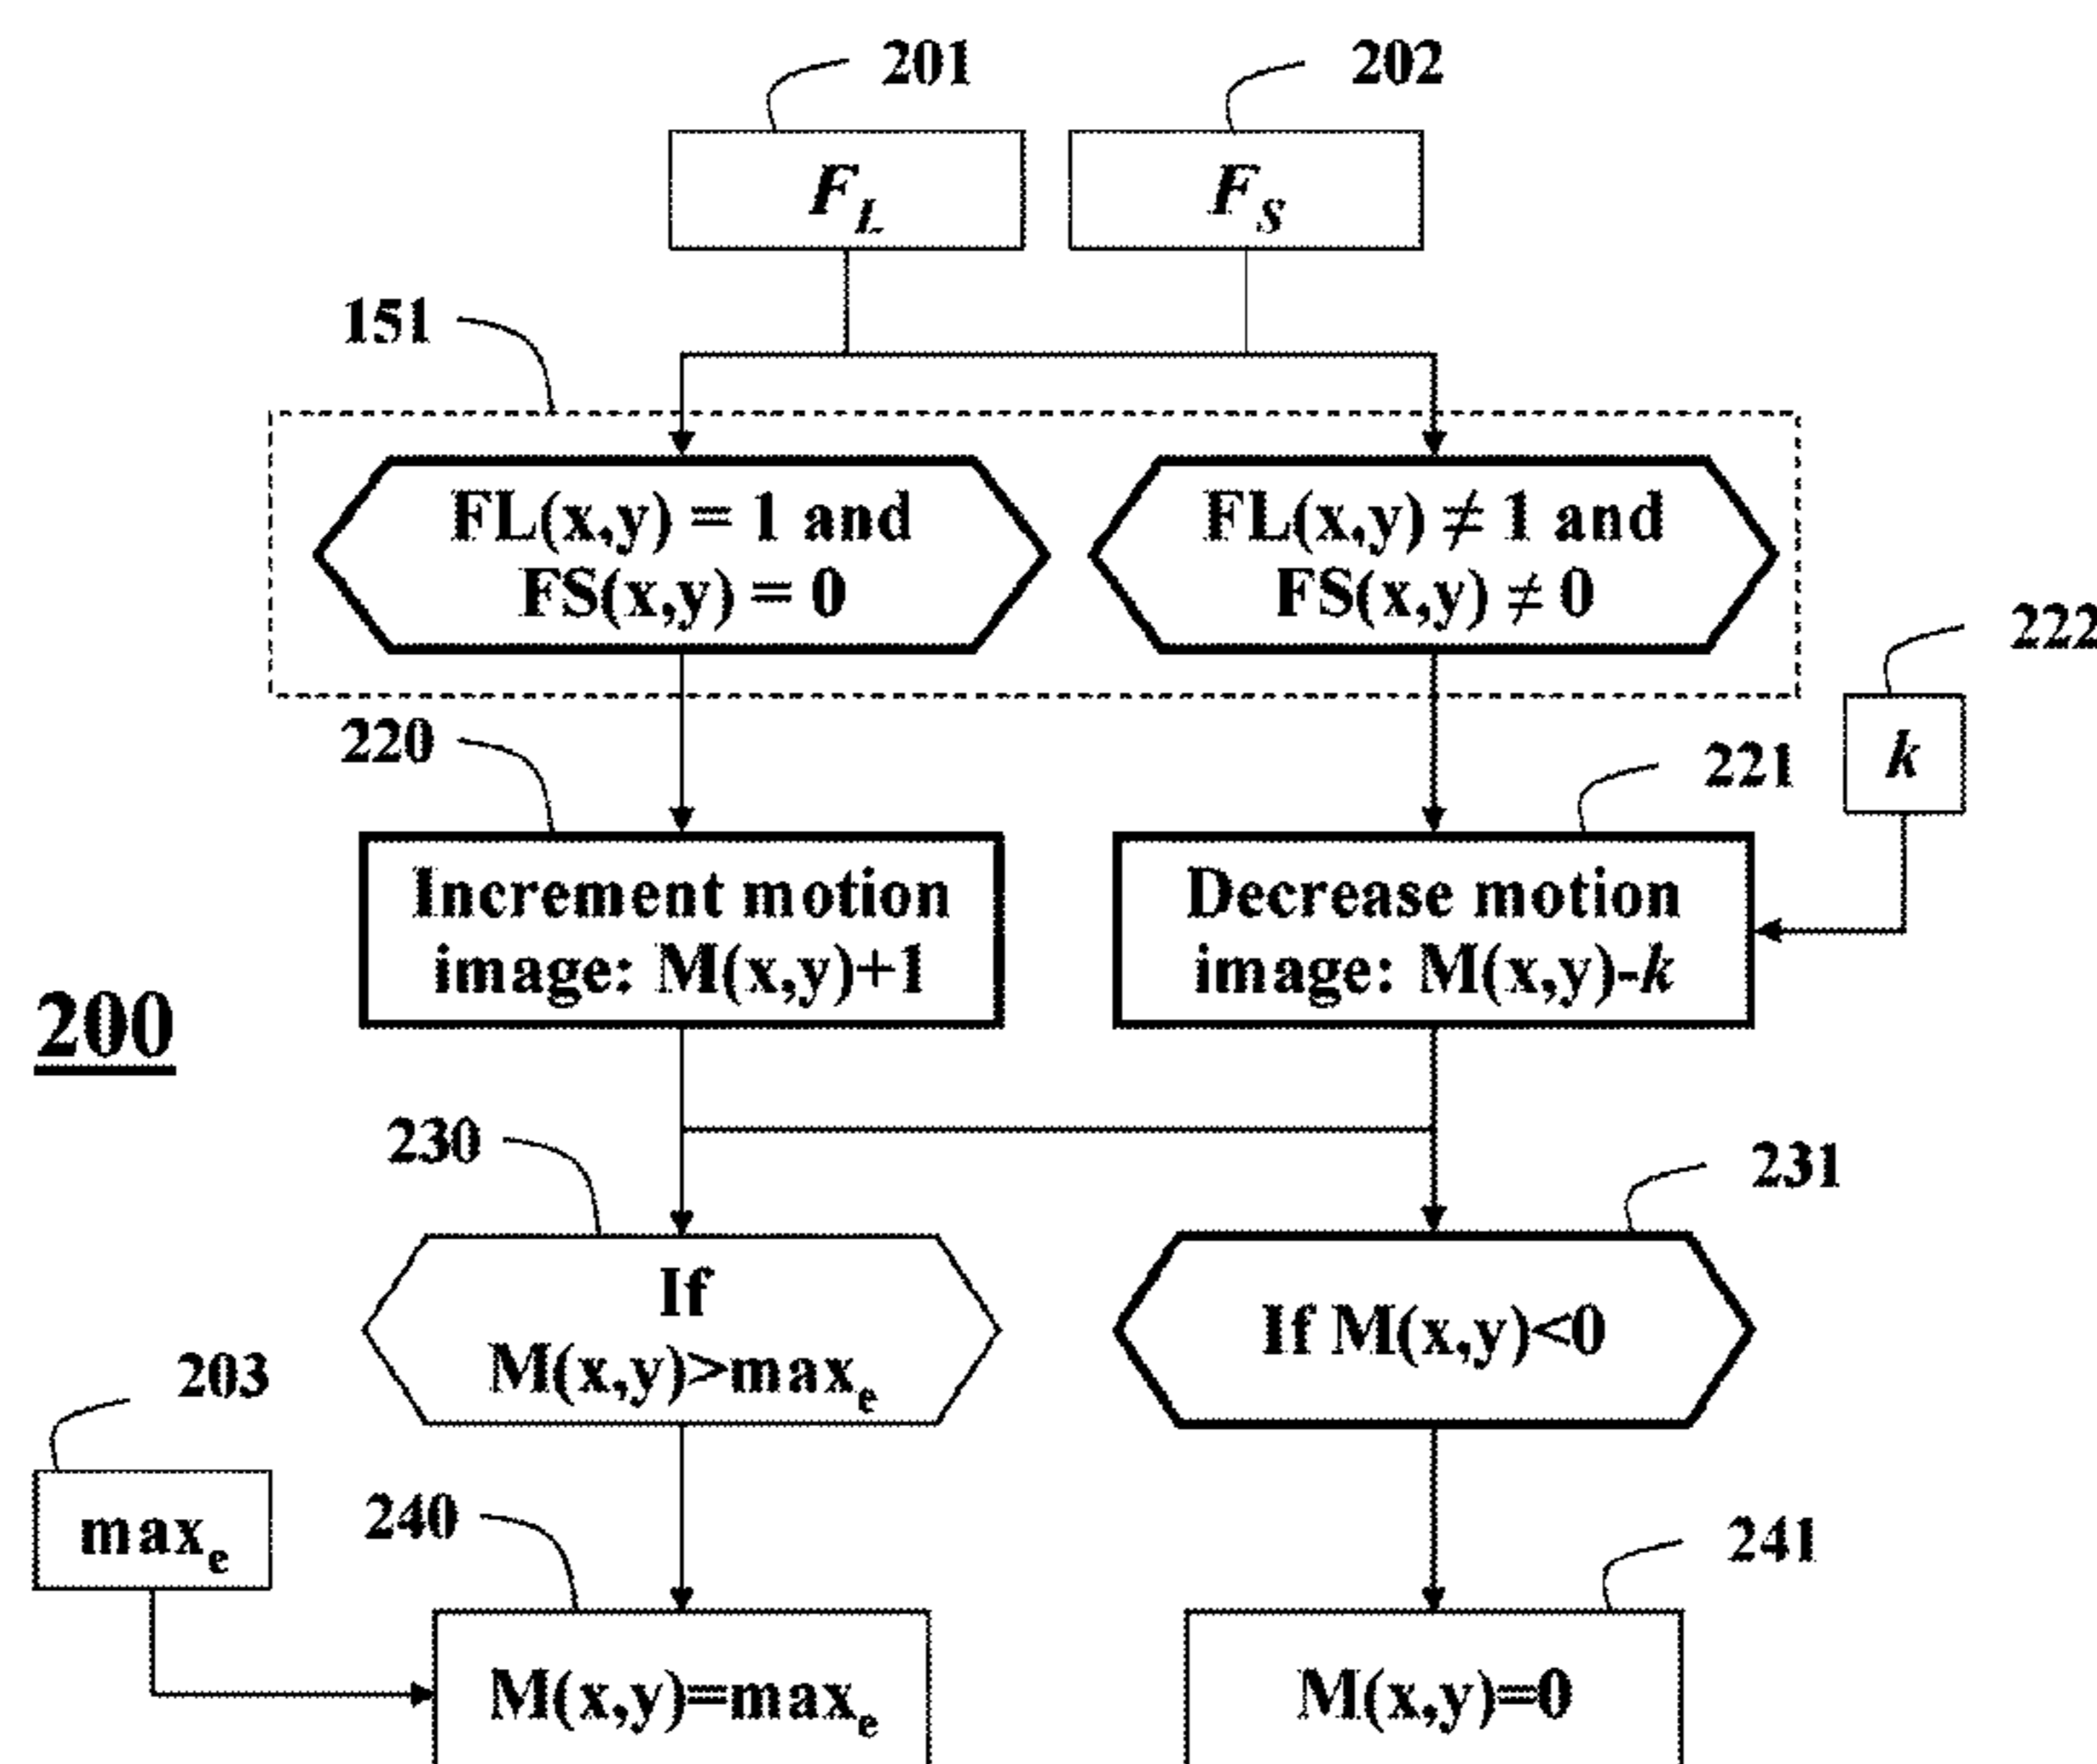 201
202
F_L
F_S
151
FL(x,y) = 1 and
FS(x,y) = 0
FL(x,y) ≠ 1 and
FS(x,y) ≠ 0
222
k
220
221
Increment motion
image: M(x,y)+1
Decrease motion
image: M(x,y)-k
200
230
231
If
M(x,y)>max_e
If M(x,y)<0
203
max_e
240
241
M(x,y)=max_e
M(x,y)=0